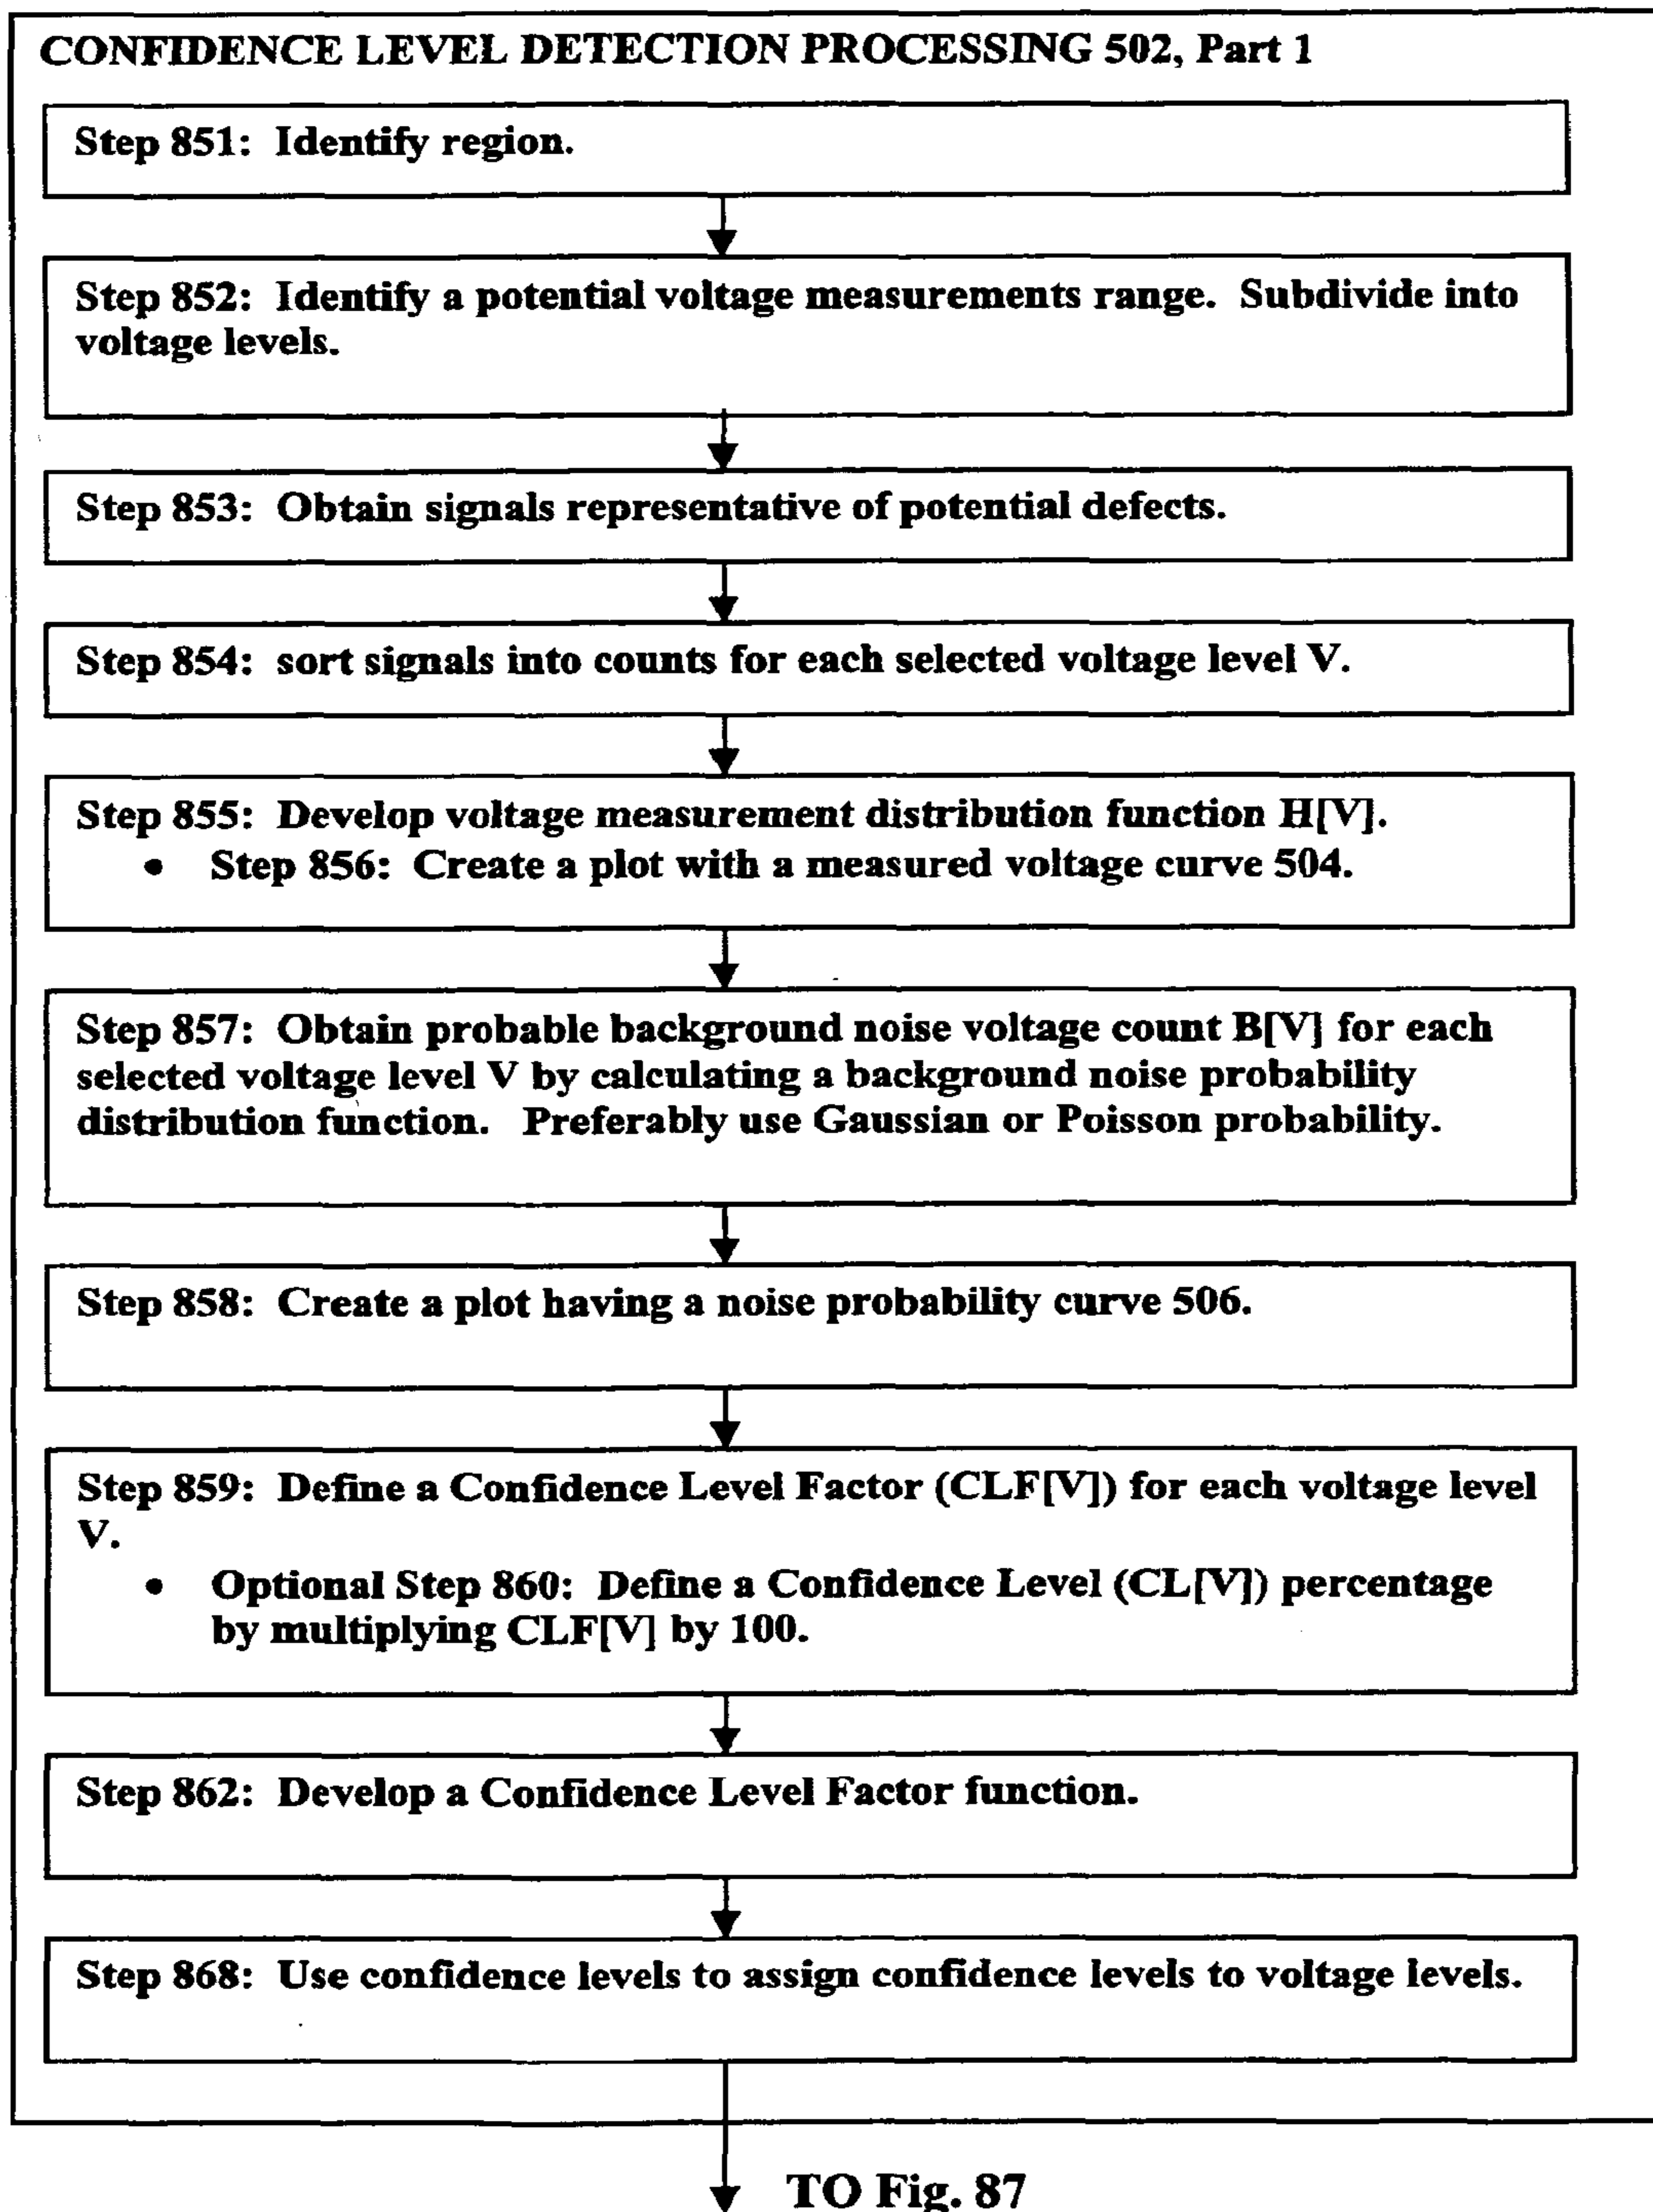 CONFIDENCE LEVEL DETECTION PROCESSING 502, Part 1
Step 851: Identify region.
Step 852: Identify a potential voltage measurements range. Subdivide into
voltage levels.
Step 853: Obtain signals representative of potential defects.
Step 854: sort signals into counts for each selected voltage level V.
Step 855: Develop voltage measurement distribution function H[V].
• Step 856: Create a plot with a measured voltage curve 504.
Step 857: Obtain probable background noise voltage count B[V] for each
selected voltage level V by calculating a background noise probability
distribution function. Preferably use Gaussian or Poisson probability.
Step 858: Create a plot having a noise probability curve 506.
Step 859: Define a Confidence Level Factor (CLF[V]) for each voltage level
V.
• Optional Step 860: Define a Confidence Level (CL[V]) percentage
by multiplying CLF[V] by 100.
Step 862: Develop a Confidence Level Factor function.
Step 868: Use confidence levels to assign confidence levels to voltage levels.
TO Fig. 87